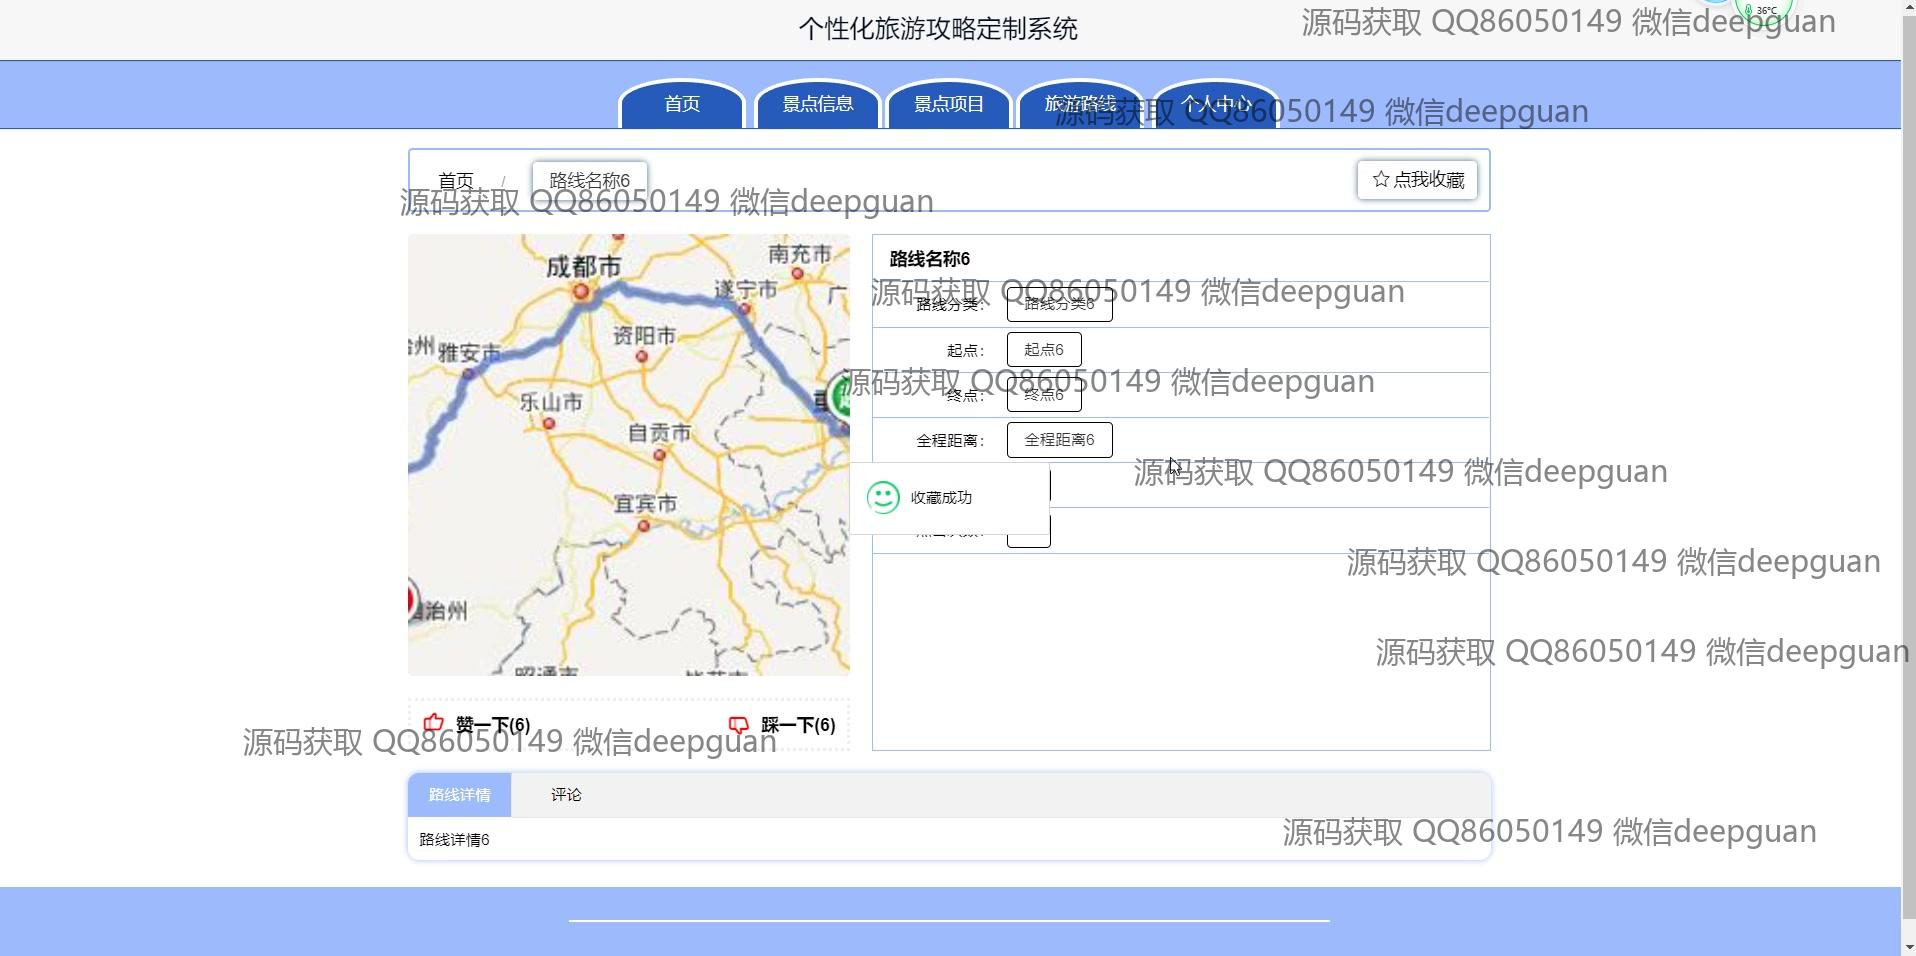 个性化旅游攻略定制系统
源码获取 QQ86050149 微信deepguan
36°C
首页 景点信息 景点项目 旅游路线 个人中心
源码获取 QQ86050149 微信deepguan
首页 / 路线名称6
☆ 点我收藏
源码获取 QQ86050149 微信deepguan
成都市
南充市
遂宁市
广
资阳市
州
雅安市
乐山市
自贡市
宜宾市
治州
昭通市
路线名称6
源码获取 QQ86050149 微信deepguan
路线分类: 路线分类6
起点: 起点6
源码获取 QQ86050149 微信deepguan
终点: 终点6
全程距离: 全程距离6
源码获取 QQ86050149 微信deepguan
收藏成功
源码获取 QQ86050149 微信deepguan
源码获取 QQ86050149 微信deepguan
赞一下(6) 踩一下(6)
源码获取 QQ86050149 微信deepguan
路线详情 评论
路线详情6
源码获取 QQ86050149 微信deepguan